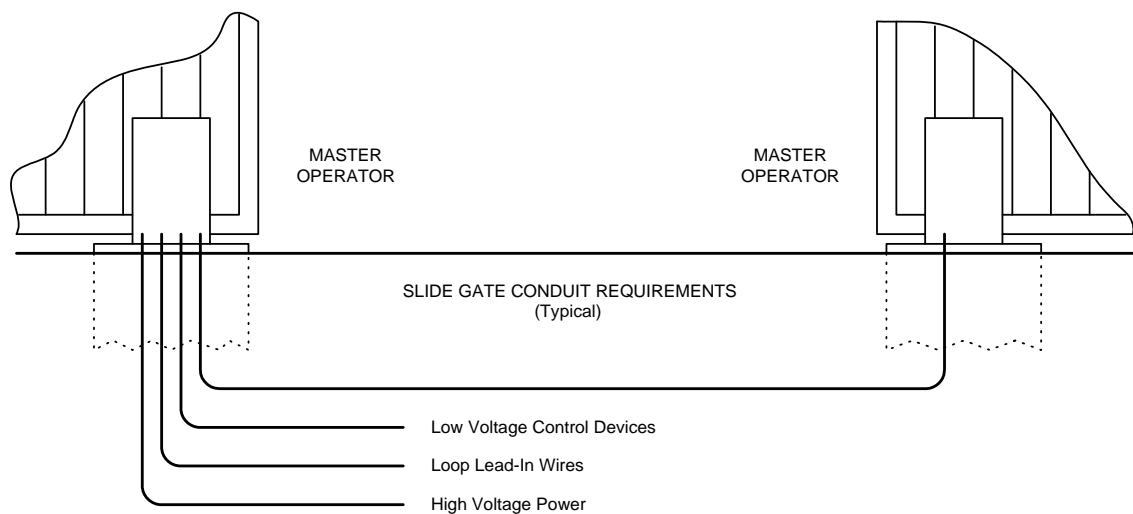 MASTER
OPERATOR
MASTER
OPERATOR
SLIDE GATE CONDUIT REQUIREMENTS
(Typical)
Low Voltage Control Devices
Loop Lead-In Wires
High Voltage Power